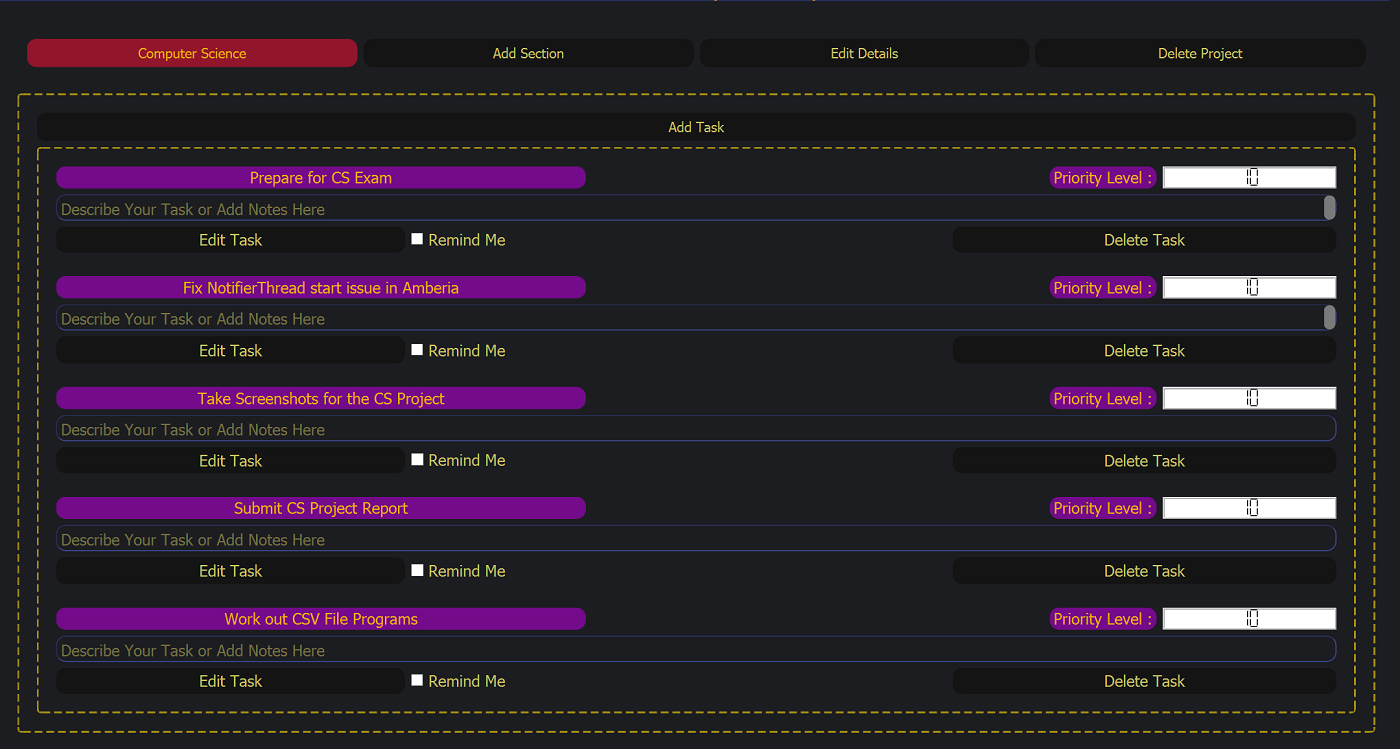 Computer Science Add Section Edit Details Delete Project
Add Task
Prepare for CS Exam Priority Level : 10
Describe Your Task or Add Notes Here
Edit Task Remind Me Delete Task
Fix NotifierThread start issue in Amberia Priority Level : 10
Describe Your Task or Add Notes Here
Edit Task Remind Me Delete Task
Take Screenshots for the CS Project Priority Level : 10
Describe Your Task or Add Notes Here
Edit Task Remind Me Delete Task
Submit CS Project Report Priority Level : 10
Describe Your Task or Add Notes Here
Edit Task Remind Me Delete Task
Work out CSV File Programs Priority Level : 10
Describe Your Task or Add Notes Here
Edit Task Remind Me Delete Task